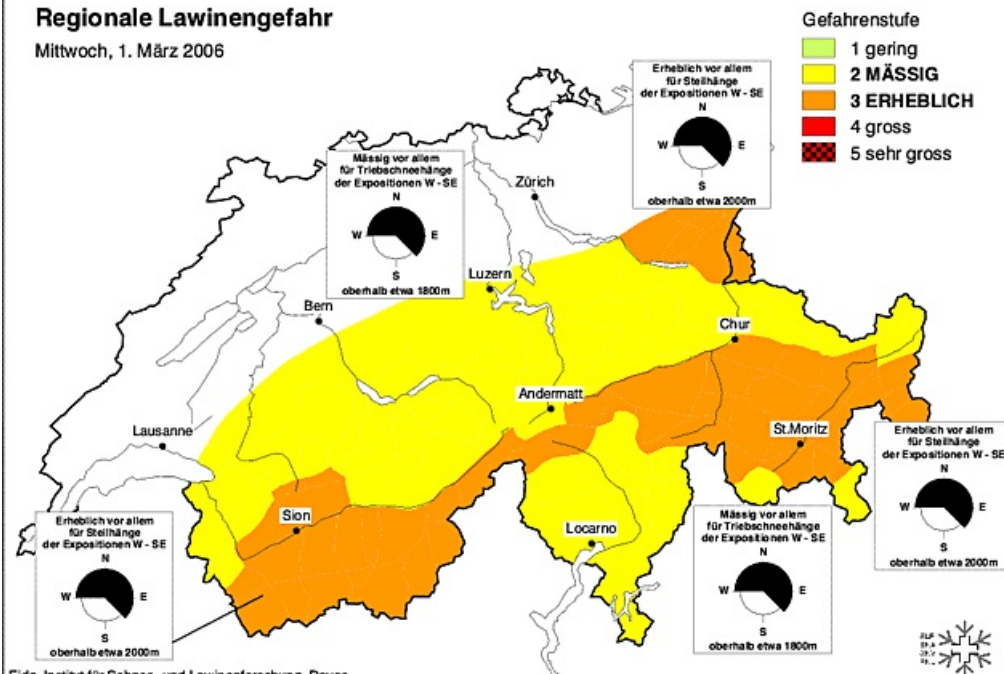 Regionale Lawinengefahr
Mittwoch, 1. März 2006
Gefahrenstufe
1 gering
2 MÄSSIG
3 ERHEBLICH
4 gross
5 sehr gross
Erheblich vor allem
für Steilhänge
der Expositionen W - SE
N
W E
S
oberhalb etwa 2000m
Mässig vor allem
für Triebschneehänge
der Expositionen W - SE
N
W E
S
oberhalb etwa 1800m
Zürich
Luzern
Bern
Chur
Andermatt
Lausanne
St.Moritz
Sion
Locarno
Erheblich vor allem
für Steilhänge
der Expositionen W - SE
N
W E
S
oberhalb etwa 2000m
Mässig vor allem
für Triebschneehänge
der Expositionen W - SE
N
W E
S
oberhalb etwa 1800m
Erheblich vor allem
für Steilhänge
der Expositionen W - SE
N
W E
S
oberhalb etwa 2000m
Eidg. Institut für Schnee- und Lawinenforschung, Davos